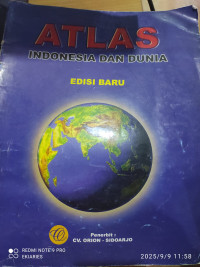 ATLAS
INDONESIA DAN DUNIA
EDISI BARU
Penerbit :
CV. ORION - SIDOARJO
REDMI NOTE 9 PRO
EKIARIES
2025/9/9 11:58